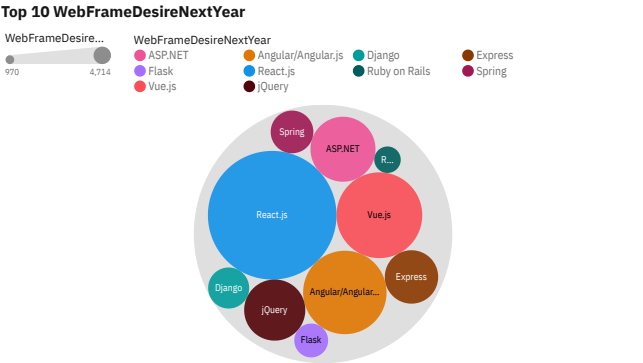 Top 10 WebFrameDesireNextYear
WebFrameDesire...
970 4,714
WebFrameDesireNextYear
ASP.NET Angular/Angular.js Django Express
Flask React.js Ruby on Rails Spring
Vue.js jQuery
Spring
ASP.NET
R...
React.js
Vue.js
Express
Django
Angular/Angular...
jQuery
Flask